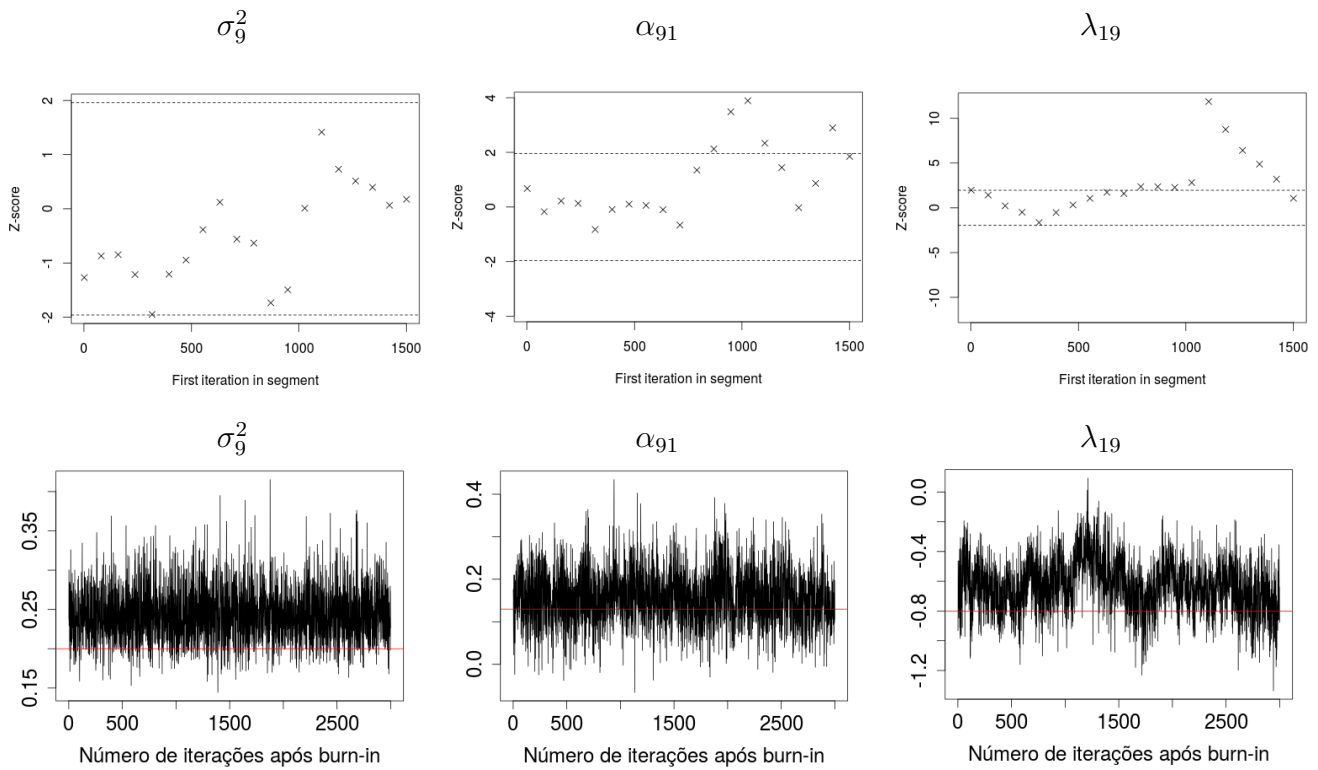 σ₉² α₉₁ λ₁₉
Z-score
2
1
0
-1
-2
0 500 1000 1500
First iteration in segment
Z-score
4
2
0
-2
-4
0 500 1000 1500
First iteration in segment
Z-score
10
5
0
-5
-10
0 500 1000 1500
First iteration in segment
σ₉² α₉₁ λ₁₉
0.35
0.25
0.15
0 500 1500 2500
Número de iterações após burn-in
0.4
0.2
0.0
0 500 1500 2500
Número de iterações após burn-in
0.0
-0.4
-0.8
-1.2
0 500 1500 2500
Número de iterações após burn-in